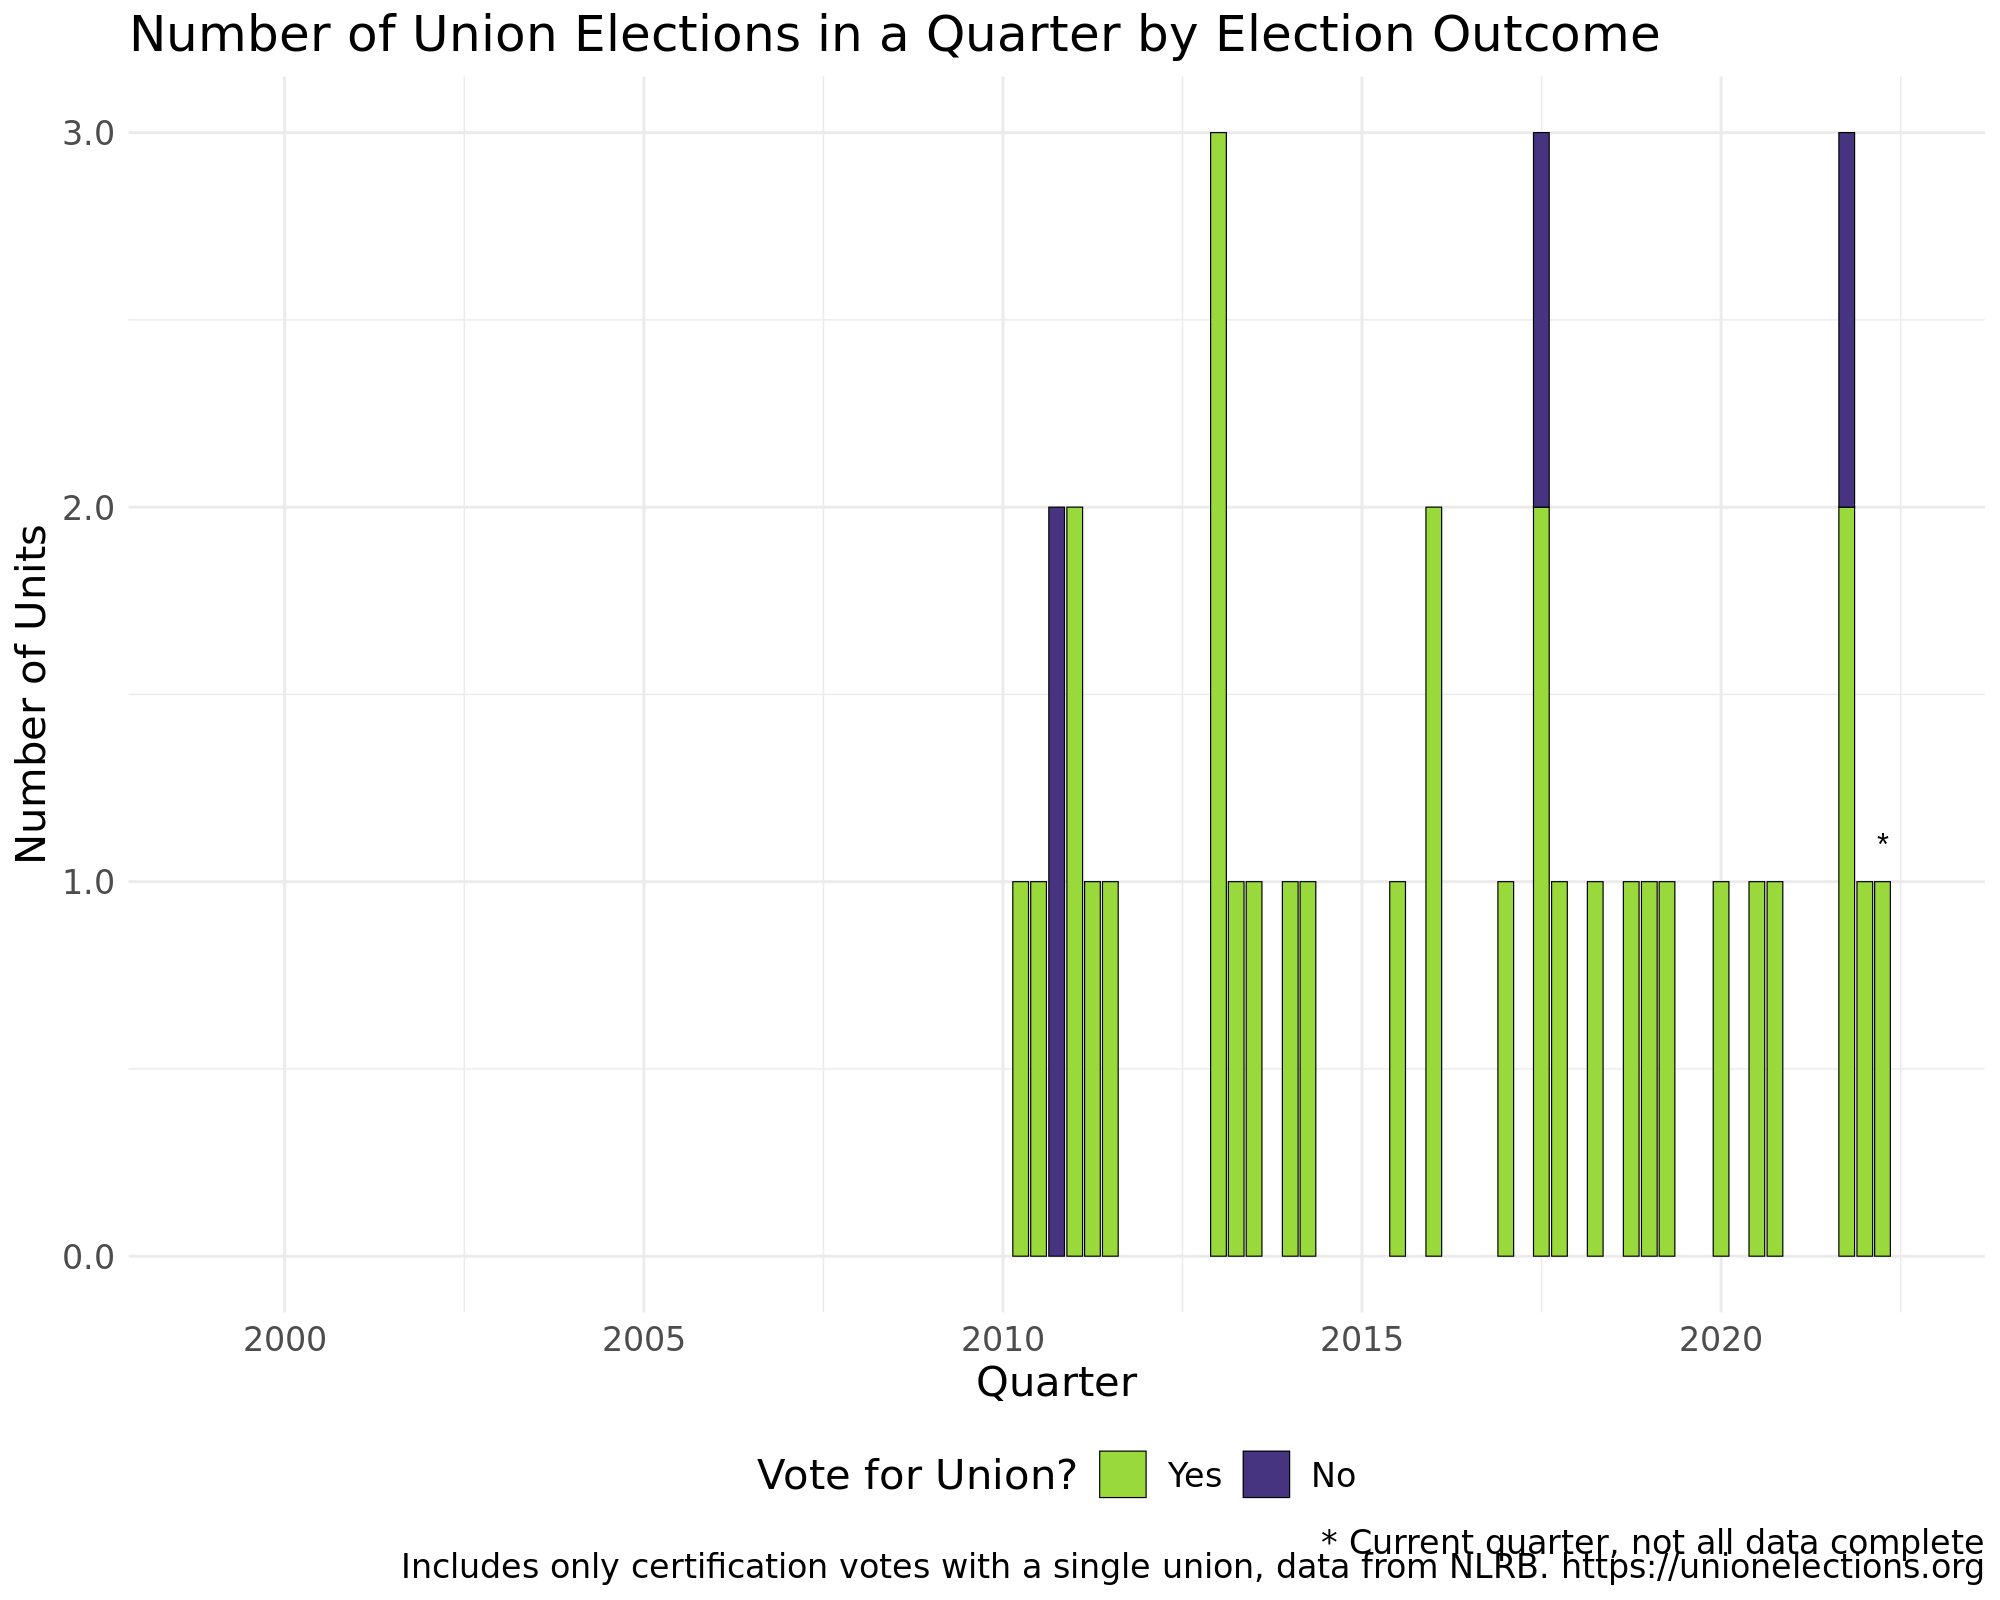 Number of Union Elections in a Quarter by Election Outcome
3.0
2.0
1.0
0.0
Number of Units
*
2000 2005 2010 2015 2020
Quarter
Vote for Union? Yes No
* Current quarter, not all data complete
Includes only certification votes with a single union, data from NLRB. https://unionelections.org